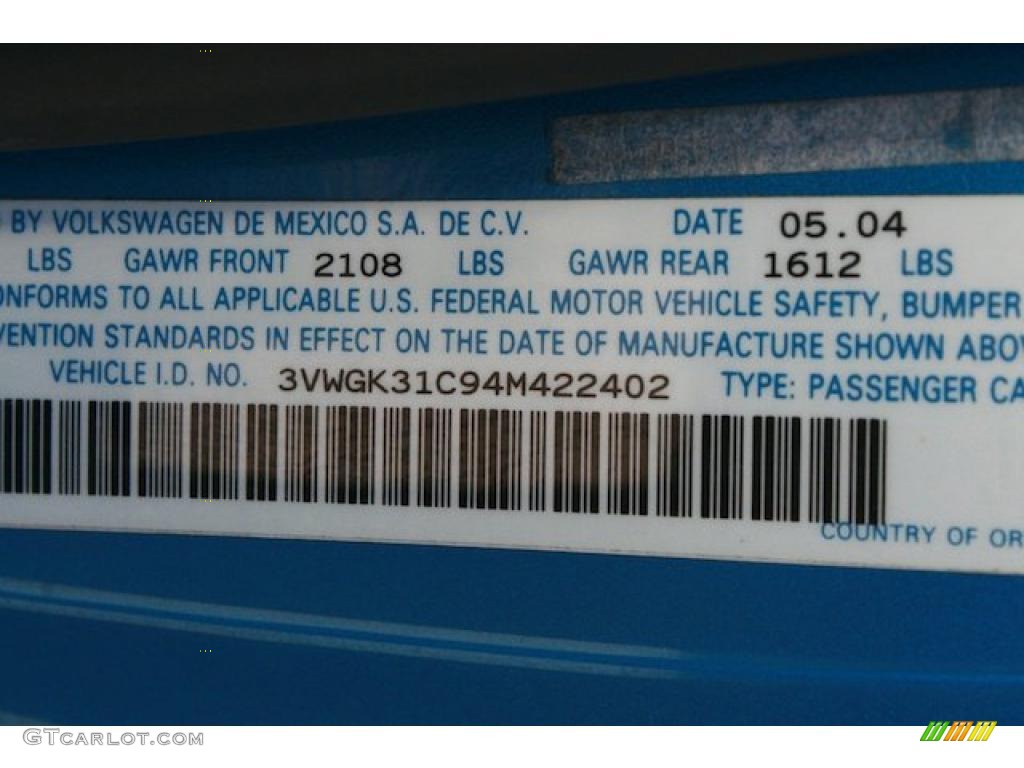 BY VOLKSWAGEN DE MEXICO S.A. DE C.V. DATE 05.04
LBS GAWR FRONT 2108 LBS GAWR REAR 1612 LBS
ONFORMS TO ALL APPLICABLE U.S. FEDERAL MOTOR VEHICLE SAFETY, BUMPER
VENTION STANDARDS IN EFFECT ON THE DATE OF MANUFACTURE SHOWN ABO
VEHICLE I.D. NO. 3VWGK31C94M422402 TYPE: PASSENGER CA
COUNTRY OF OR
GTCarlot.com